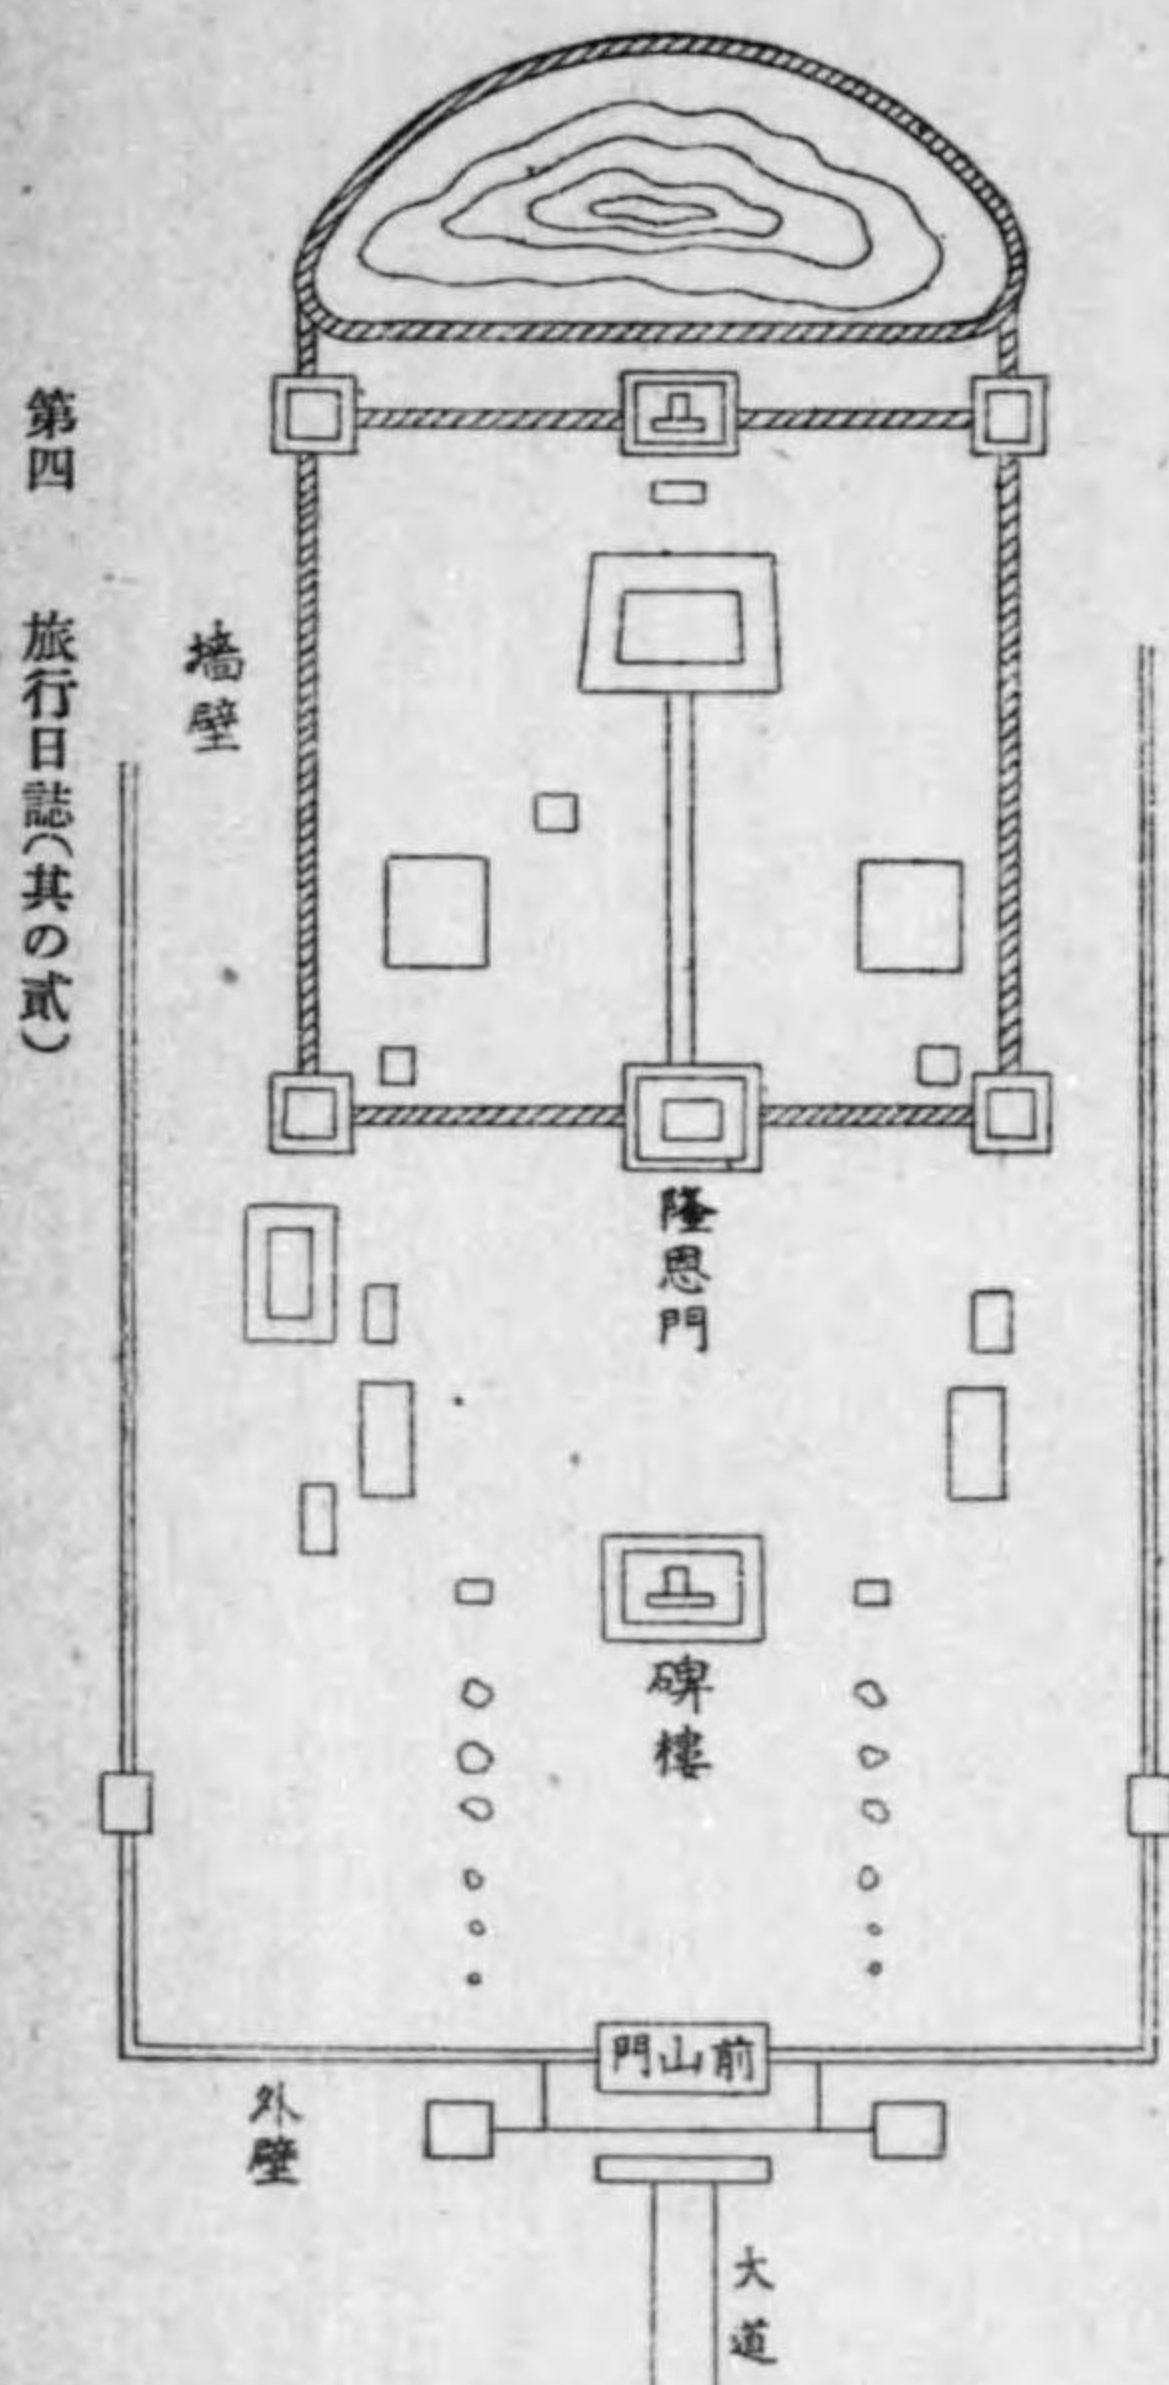 第四 旅行日誌(其の貳)
墻壁
隆恩門
碑樓
門山前
外壁
大道